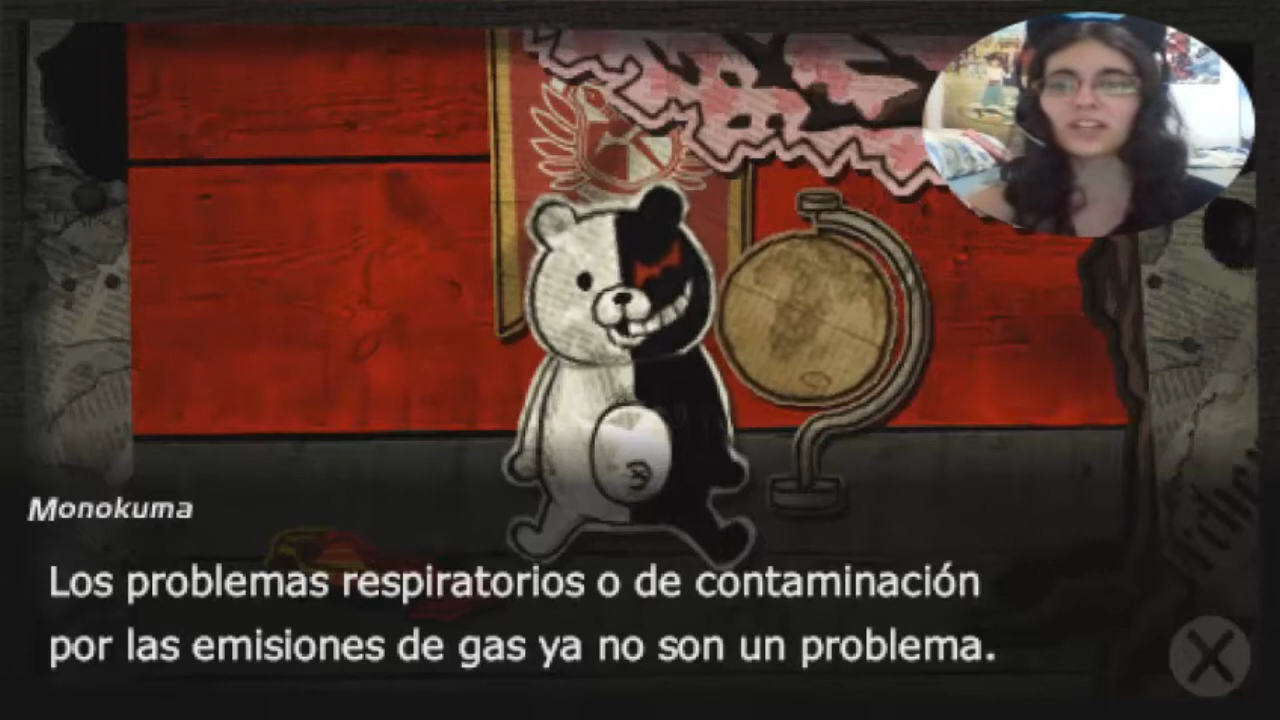 Monokuma
Los problemas respiratorios o de contaminación
por las emisiones de gas ya no son un problema.